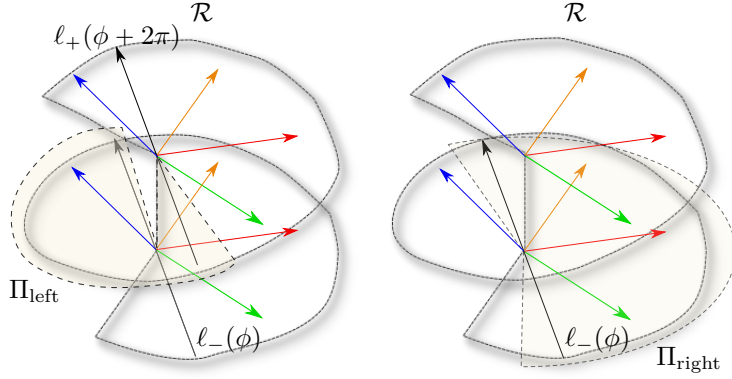 ℛ
ℛ
ℓ₊(ϕ + 2π)
Π_left
ℓ₋(ϕ)
ℓ₋(ϕ)
Π_right